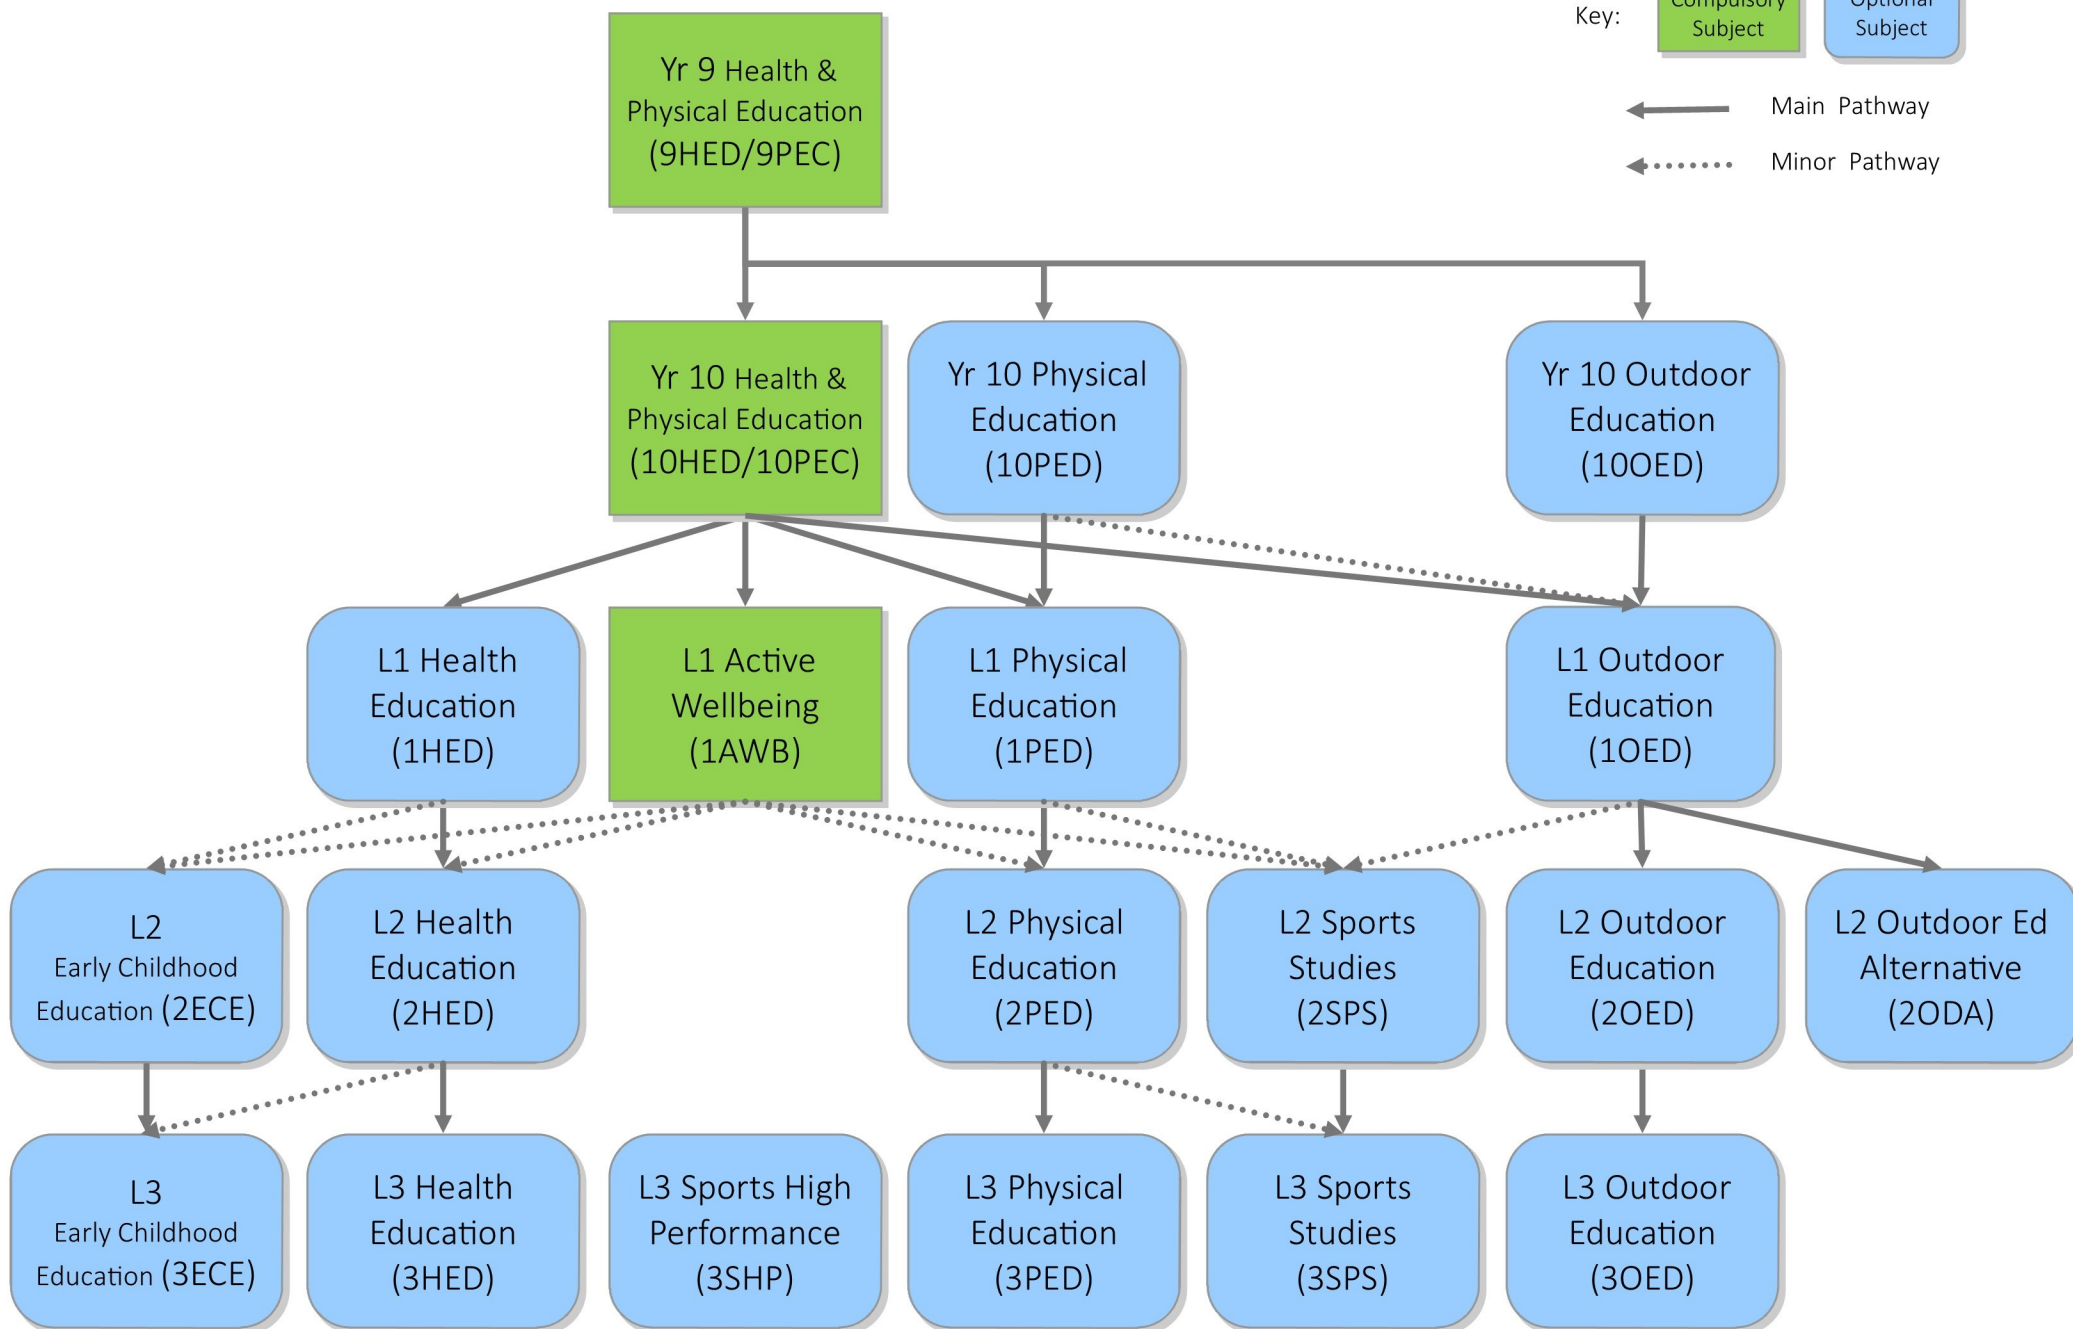 Key:
Compulsory
Subject
Optional
Subject
Main Pathway
Minor Pathway
Yr 9 Health &
Physical Education
(9HED/9PEC)
Yr 10 Health &
Physical Education
(10HED/10PEC)
Yr 10 Physical
Education
(10PED)
Yr 10 Outdoor
Education
(10OED)
L1 Health
Education
(1HED)
L1 Active
Wellbeing
(1AWB)
L1 Physical
Education
(1PED)
L1 Outdoor
Education
(1OED)
L2
Early Childhood
Education (2ECE)
L2 Health
Education
(2HED)
L2 Physical
Education
(2PED)
L2 Sports
Studies
(2SPS)
L2 Outdoor
Education
(2OED)
L2 Outdoor Ed
Alternative
(2ODA)
L3
Early Childhood
Education (3ECE)
L3 Health
Education
(3HED)
L3 Sports High
Performance
(3SHP)
L3 Physical
Education
(3PED)
L3 Sports
Studies
(3SPS)
L3 Outdoor
Education
(3OED)